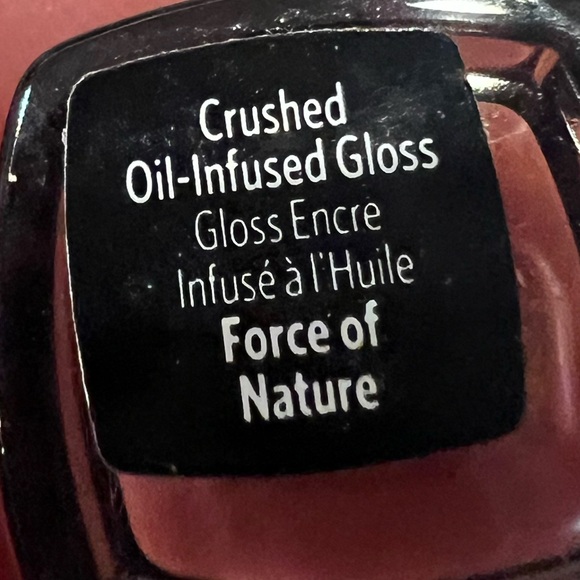 Crushed
Oil-Infused Gloss
Gloss Encre
Infusé à l'Huile
Force of
Nature